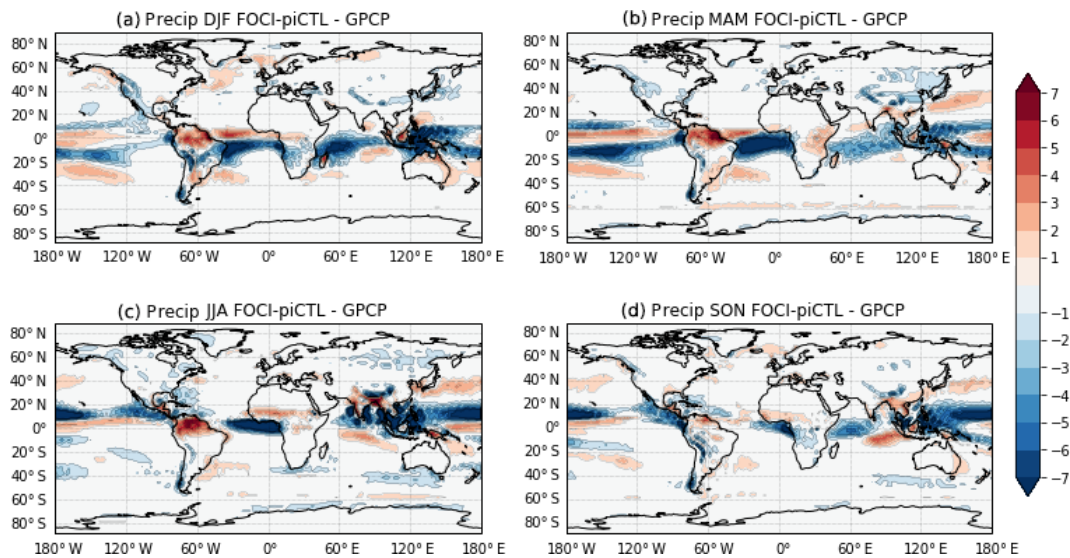 (a) Precip DJF FOCI-piCTL - GPCP
(b) Precip MAM FOCI-piCTL - GPCP
80° N
60° N
40° N
20° N
0°
20° S
40° S
60° S
80° S
180° W 120° W 60° W 0° 60° E 120° E 180° E
80° N
60° N
40° N
20° N
0°
20° S
40° S
60° S
80° S
180° W 120° W 60° W 0° 60° E 120° E 180° E
(c) Precip JJA FOCI-piCTL - GPCP
(d) Precip SON FOCI-piCTL - GPCP
80° N
60° N
40° N
20° N
0°
20° S
40° S
60° S
80° S
180° W 120° W 60° W 0° 60° E 120° E 180° E
80° N
60° N
40° N
20° N
0°
20° S
40° S
60° S
80° S
180° W 120° W 60° W 0° 60° E 120° E 180° E
7
6
5
4
3
2
1
−1
−2
−3
−4
−5
−6
−7